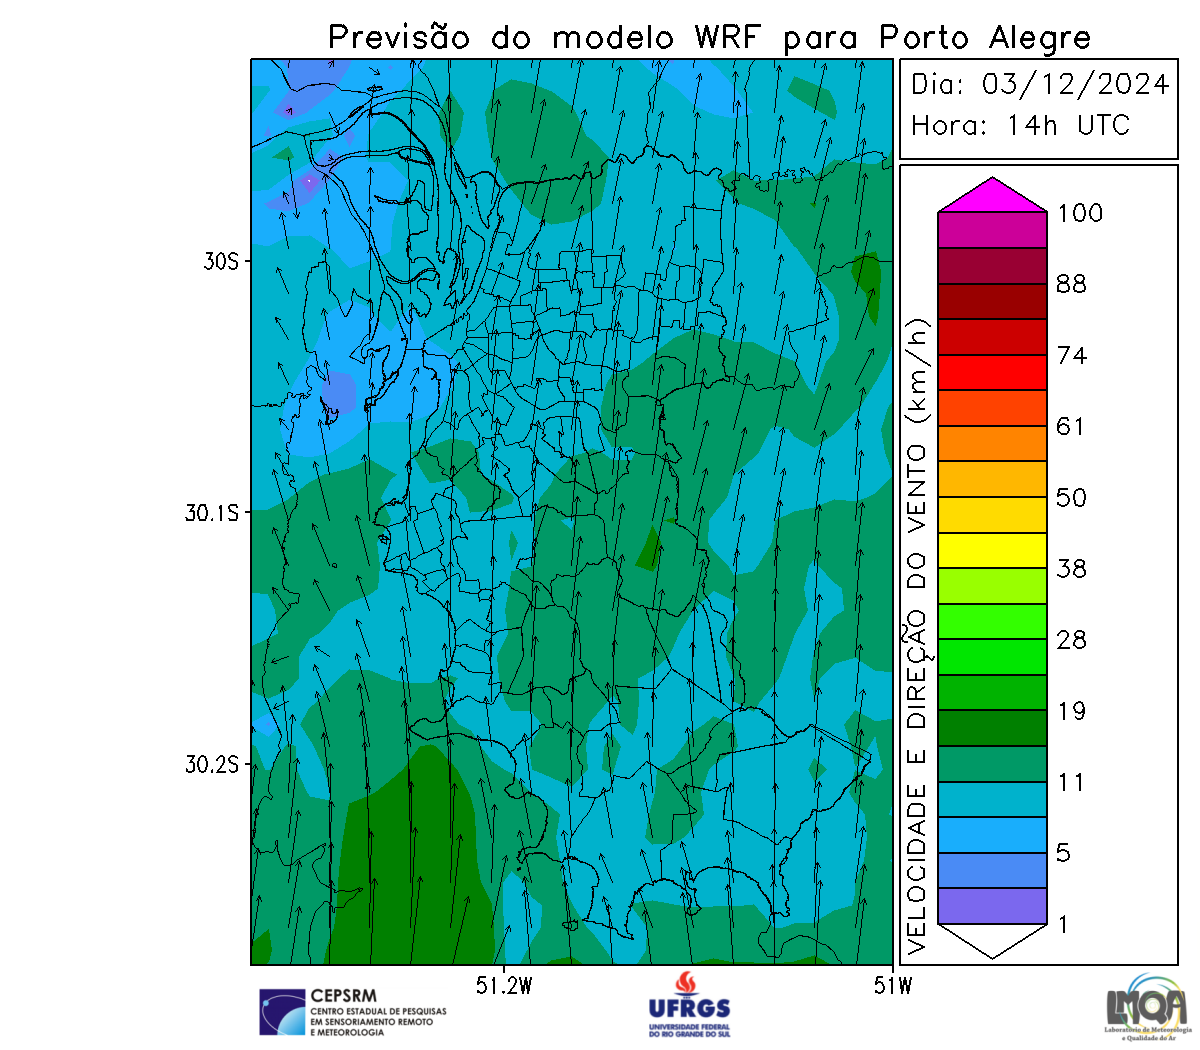 Previsão do modelo WRF para Porto Alegre
Dia: 03/12/2024
Hora: 14h UTC
30S
30.1S
30.2S
51.2W
51W
VELOCIDADE E DIREÇÃO DO VENTO (km/h)
100
88
74
61
50
38
28
19
11
5
1
CEPSRM
CENTRO ESTADUAL DE PESQUISAS
EM SENSORIAMENTO REMOTO
E METEOROLOGIA
UFRGS
UNIVERSIDADE FEDERAL
DO RIO GRANDE DO SUL
LMQA
Laboratório de Meteorologia
e Qualidade do Ar